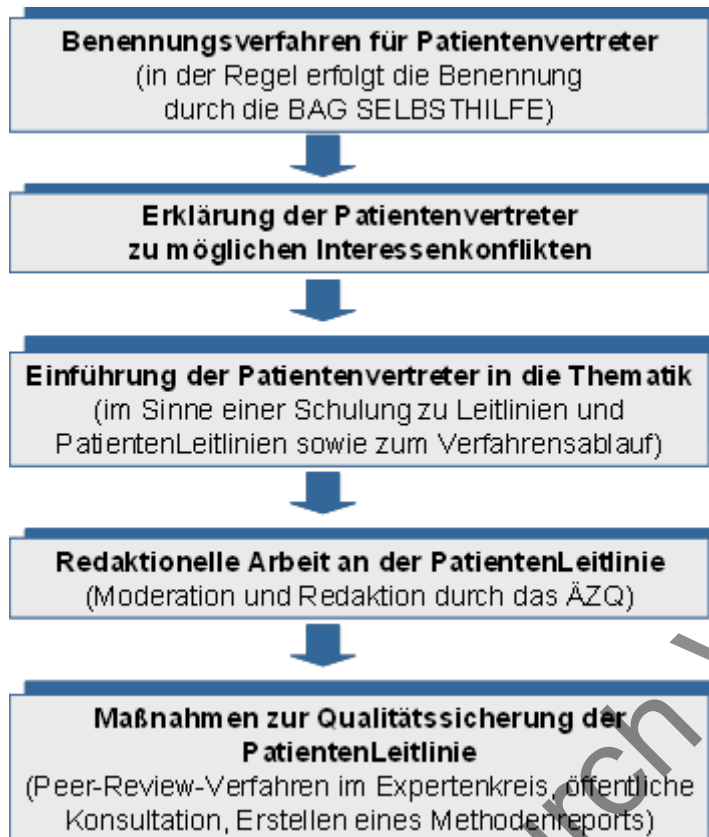 Benennungsverfahren für Patientenvertreter
(in der Regel erfolgt die Benennung
durch die BAG SELBSTHILFE)
Erklärung der Patientenvertreter
zu möglichen Interessenkonflikten
Einführung der Patientenvertreter in die Thematik
(im Sinne einer Schulung zu Leitlinien und
PatientenLeitlinien sowie zum Verfahrensablauf)
Redaktionelle Arbeit an der PatientenLeitlinie
(Moderation und Redaktion durch das ÄZQ)
Maßnahmen zur Qualitätssicherung der
PatientenLeitlinie
(Peer-Review-Verfahren im Expertenkreis, öffentliche
Konsultation, Erstellen eines Methodenreports)